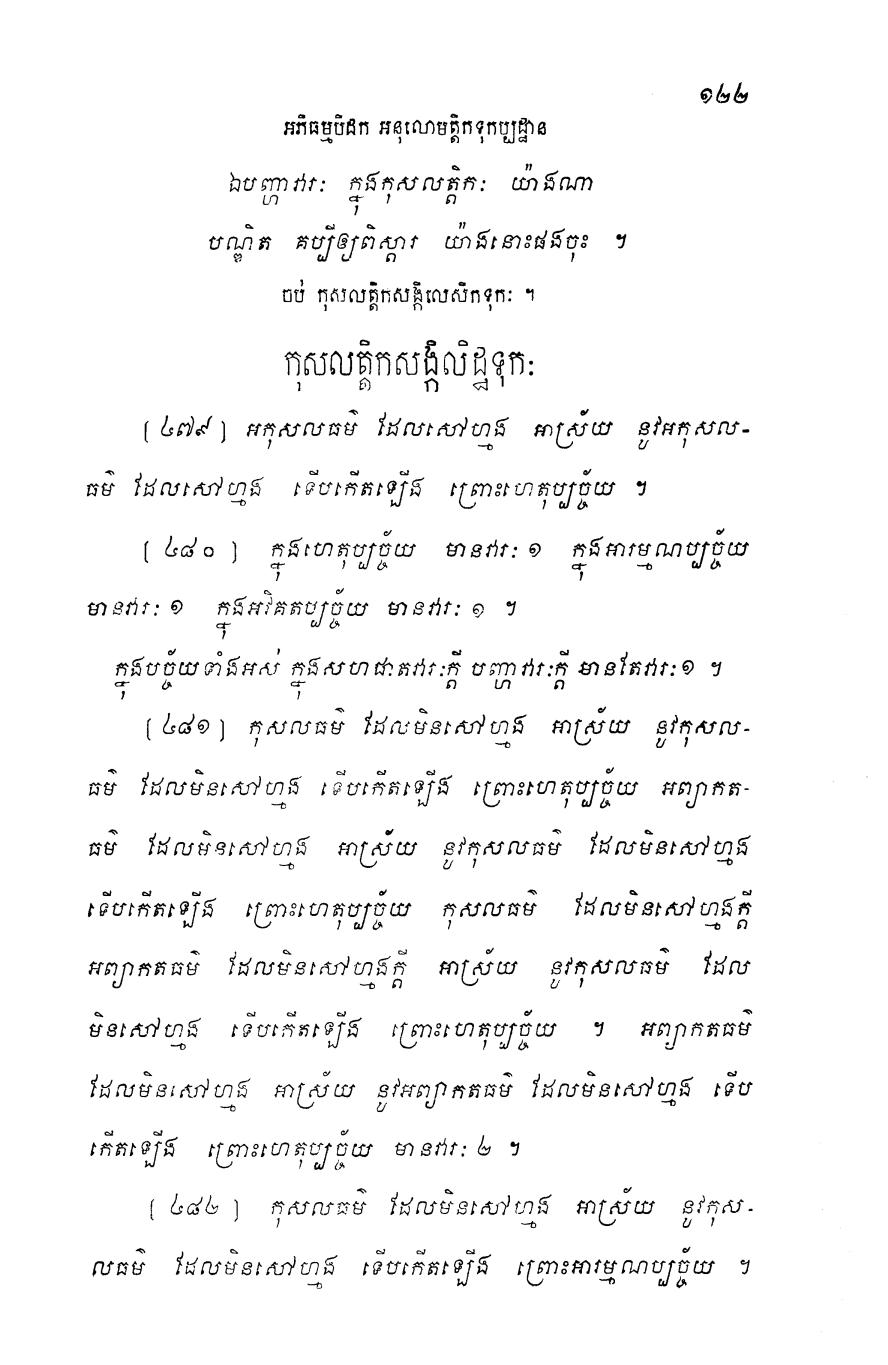 ១២២
អភិធម្មបិដក អនុលោមត្តិកទុកប្បដ្ឋាន
ឯបញ្ហាវារៈ ក្នុងកុសលត្តិកៈ យ៉ាងណា
បណ្ឌិត គប្បីឲ្យពិស្តារ យ៉ាងនោះផងចុះ ។
ចប់ កុសលត្តិកសង្កិលេសិកទុកៈ ។
កុសលត្តិកសង្កិលិដ្ឋទុកៈ
[ ៤៧៩ ] អកុសលធម៌ ដែលសៅហ្មង អាស្រ័យ នូវអកុសល-
ធម៌ ដែលសៅហ្មង ទើបកើតឡើង ព្រោះហេតុប្បច្ច័យ ។
[ ៤៨០ ] ក្នុងហេតុប្បច្ច័យ មានវារៈ ១ ក្នុងអារម្មណប្បច្ច័យ
មានវារៈ ១ ក្នុងអវិគតប្បច្ច័យ មានវារៈ ១ ។
ក្នុងបច្ច័យទាំងអស់ ក្នុងសហជាតវារៈក្តី បញ្ហាវារៈក្តី មានតែវារៈ១ ។
[ ៤៨១ ] កុសលធម៌ ដែលមិនសៅហ្មង អាស្រ័យ នូវកុសល-
ធម៌ ដែលមិនសៅហ្មង ទើបកើតឡើង ព្រោះហេតុប្បច្ច័យ អព្យាកត-
ធម៌ ដែលមិនសៅហ្មង អាស្រ័យ នូវកុសលធម៌ ដែលមិនសៅហ្មង
ទើបកើតឡើង ព្រោះហេតុប្បច្ច័យ កុសលធម៌ ដែលមិនសៅហ្មងក្តី
អព្យាកតធម៌ ដែលមិនសៅហ្មងក្តី អាស្រ័យ នូវកុសលធម៌ ដែល
មិនសៅហ្មង ទើបកើតឡើង ព្រោះហេតុប្បច្ច័យ ។ អព្យាកតធម៌
ដែលមិនសៅហ្មង អាស្រ័យ នូវអព្យាកតធម៌ ដែលមិនសៅហ្មង ទើប
កើតឡើង ព្រោះហេតុប្បច្ច័យ មានវារៈ ២ ។
[ ៤៨២ ] កុសលធម៌ ដែលមិនសៅហ្មង អាស្រ័យ នូវកុស-
លធម៌ ដែលមិនសៅហ្មង ទើបកើតឡើង ព្រោះអារម្មណប្បច្ច័យ ។